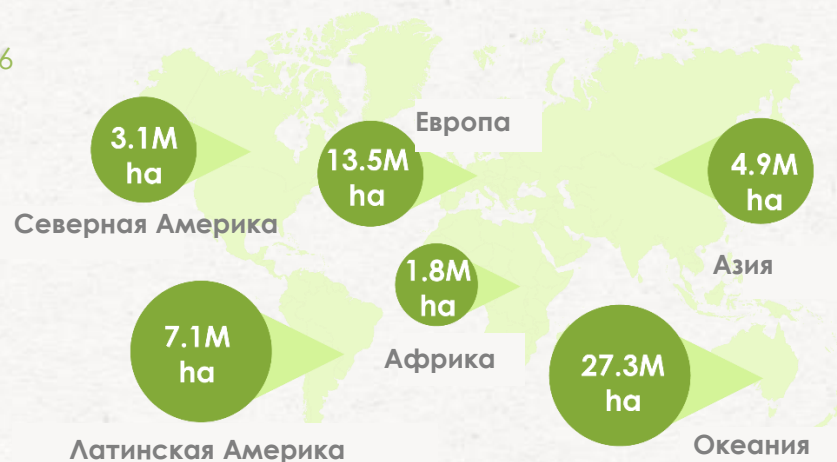 6
Европа
3.1M
ha
13.5M
ha
4.9M
ha
Северная Америка
1.8M
ha
Азия
7.1M
ha
Африка
27.3M
ha
Латинская Америка
Океания